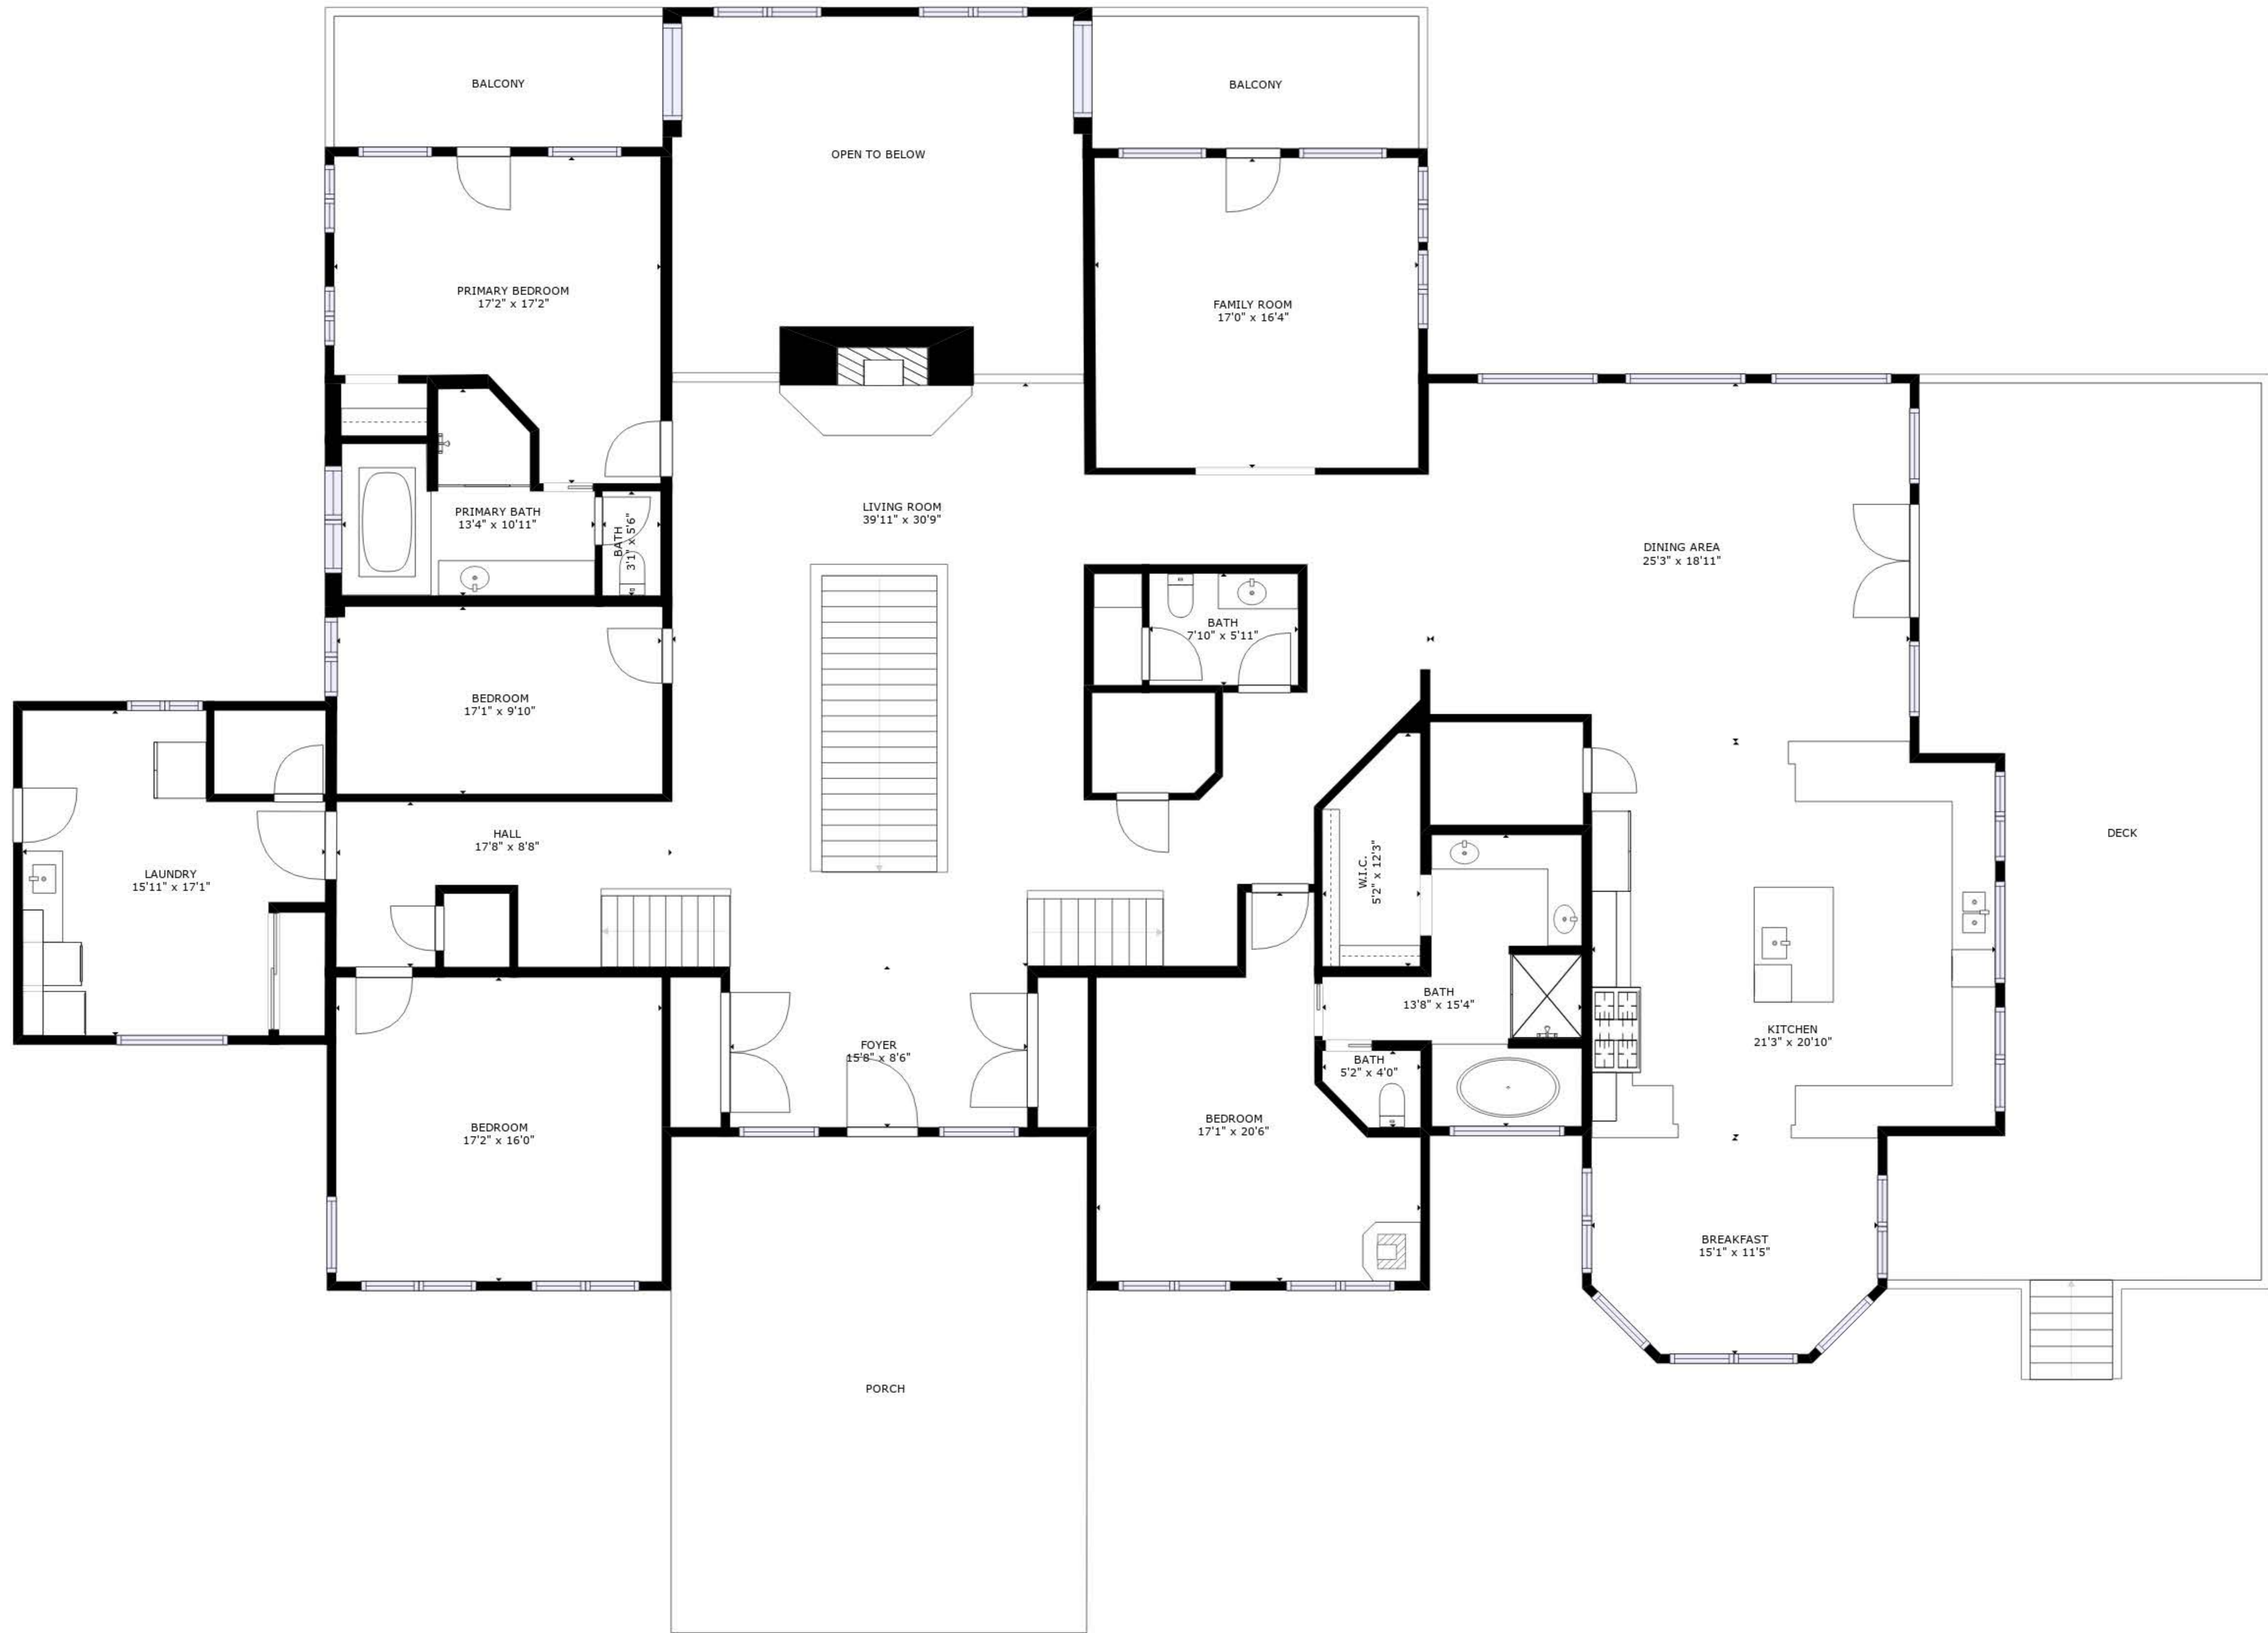 BALCONY
BALCONY
OPEN TO BELOW
PRIMARY BEDROOM
17'2" x 17'2"
FAMILY ROOM
17'0" x 16'4"
PRIMARY BATH
13'4" x 10'11"
BATH
3'1" x 5'6"
LIVING ROOM
39'11" x 30'9"
DINING AREA
25'3" x 18'11"
BATH
7'10" x 5'11"
BEDROOM
17'1" x 9'10"
HALL
17'8" x 8'8"
DECK
LAUNDRY
15'11" x 17'1"
W.I.C.
5'2" x 12'3"
BATH
13'8" x 15'4"
KITCHEN
21'3" x 20'10"
FOYER
15'8" x 8'6"
BATH
5'2" x 4'0"
BEDROOM
17'2" x 16'0"
BEDROOM
17'1" x 20'6"
BREAKFAST
15'1" x 11'5"
PORCH